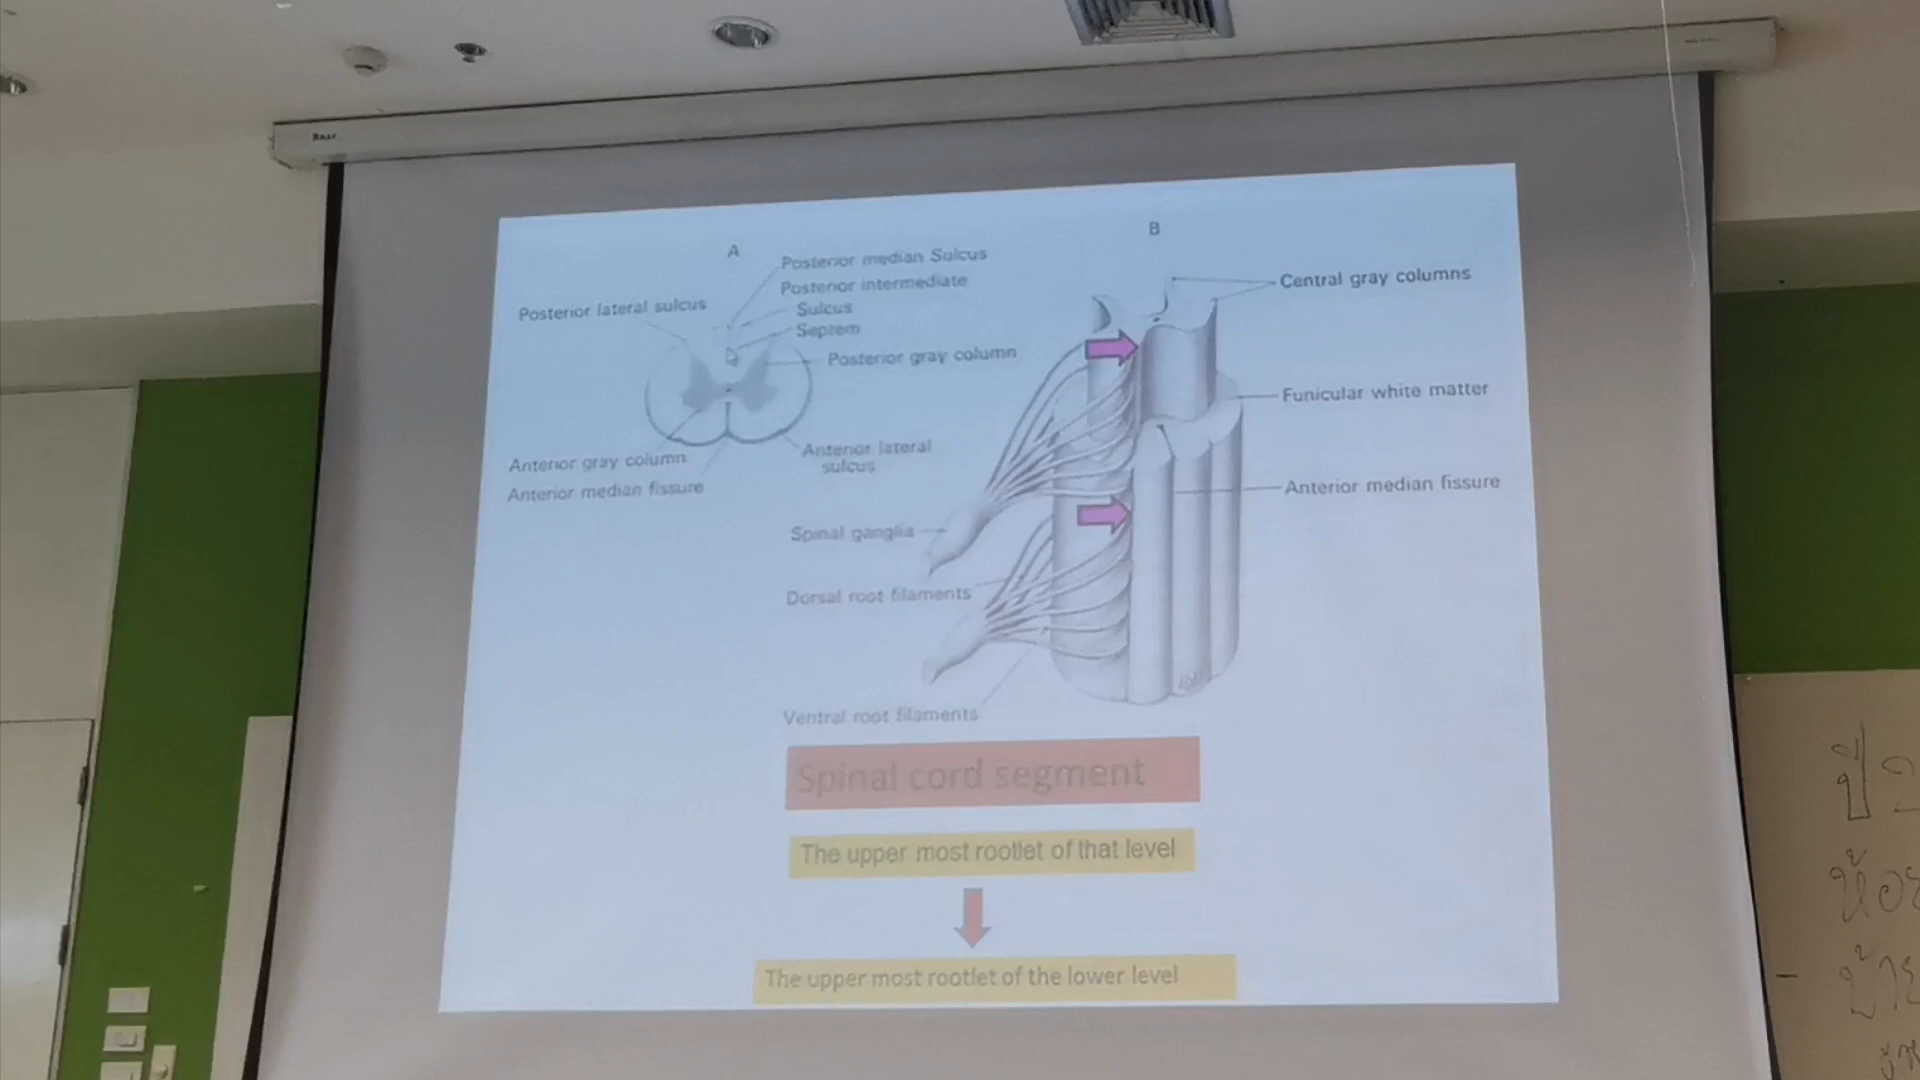 A
B
Posterior median Sulcus
Posterior intermediate
Sulcus
Septem
Posterior lateral sulcus
Posterior gray column
Anterior gray column
Anterior median fissure
Anterior lateral
sulcus
Central gray columns
Funicular white matter
Anterior median fissure
Spinal ganglia
Dorsal root filaments
Ventral root filaments
Spinal cord segment
The upper most rootlet of that level
The upper most rootlet of the lower level